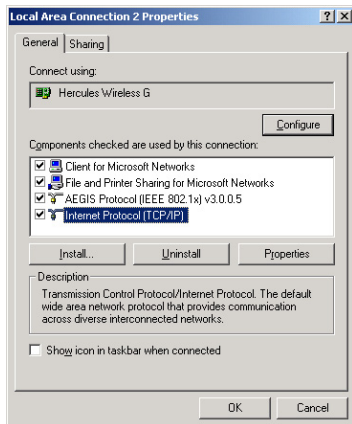 Local Area Connection 2 Properties
General Sharing
Connect using:
Hercules Wireless G
Configure
Components checked are used by this connection:
Client for Microsoft Networks
File and Printer Sharing for Microsoft Networks
AEGIS Protocol (IEEE 802.1x) v3.0.0.5
Internet Protocol (TCP/IP)
Install... Uninstall Properties
Description
Transmission Control Protocol/Internet Protocol. The default
wide area network protocol that provides communication
across diverse interconnected networks.
Show icon in taskbar when connected
OK Cancel